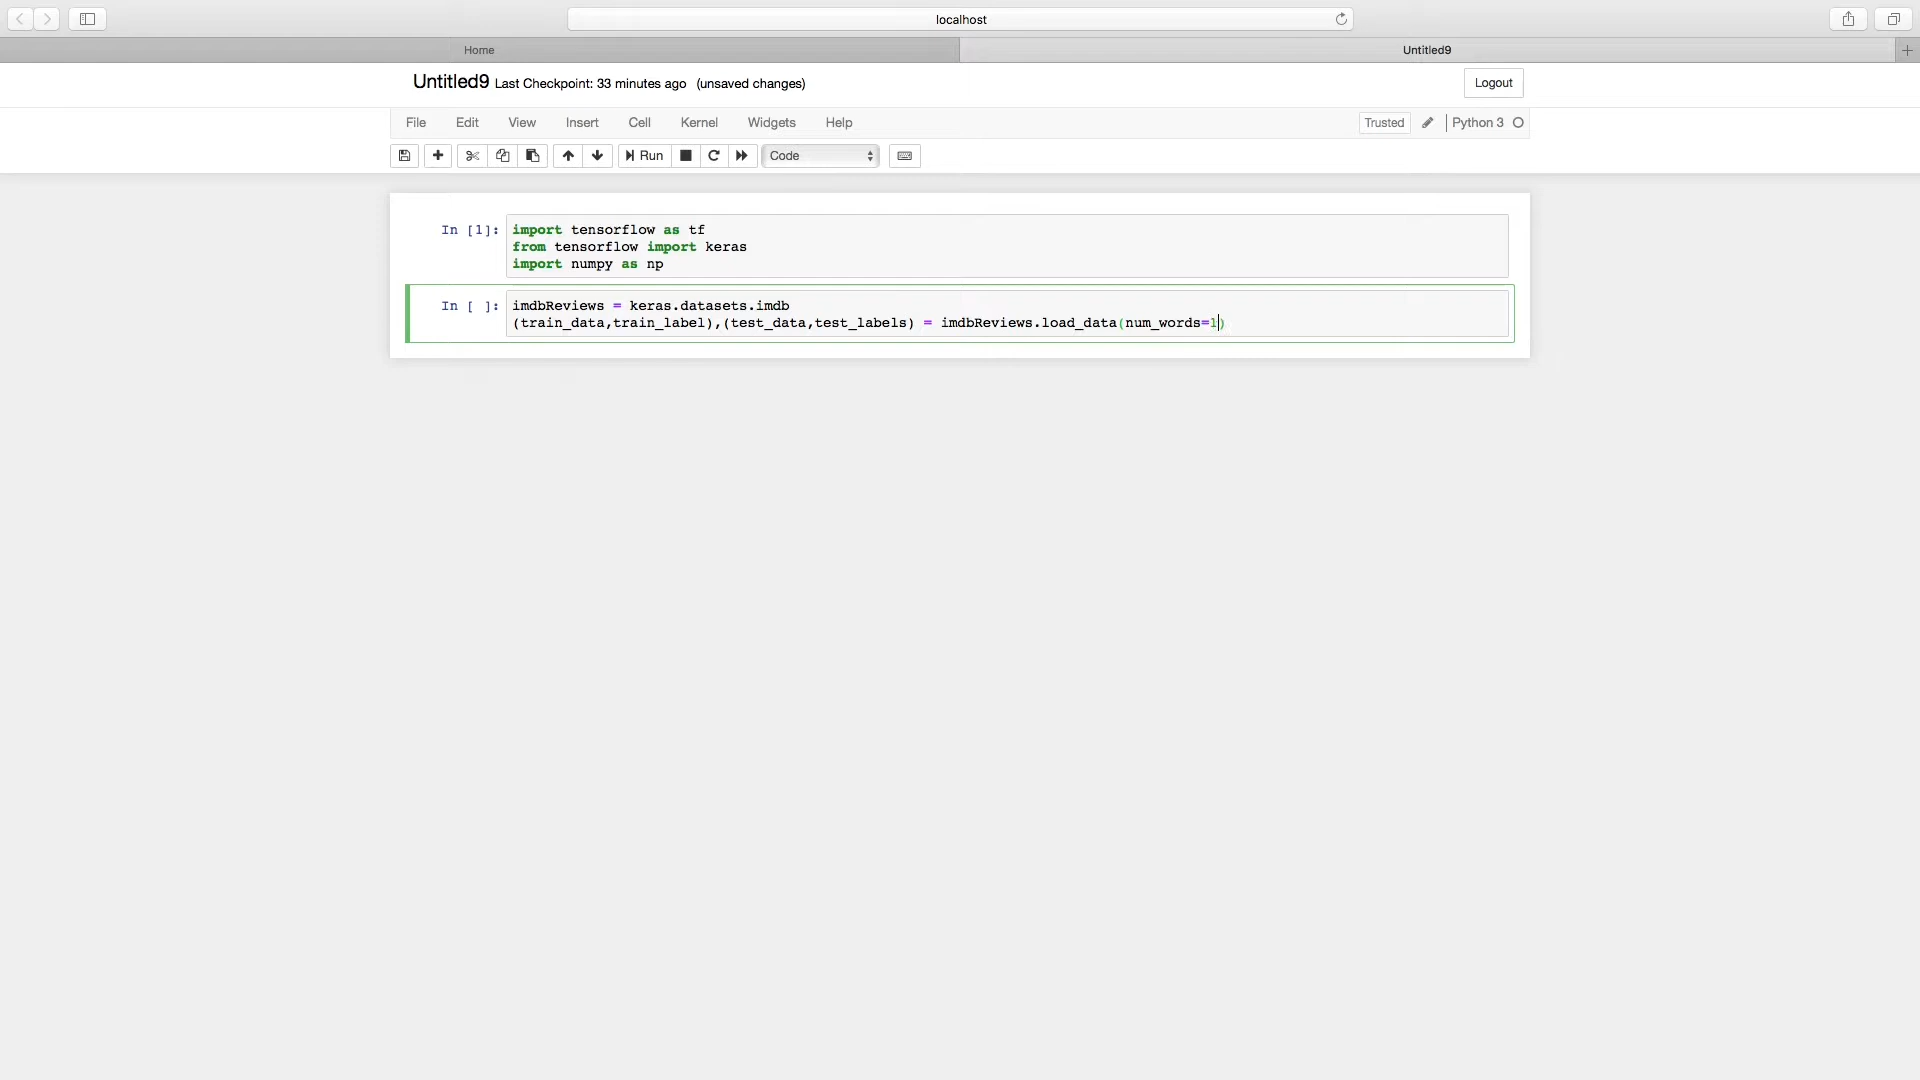 localhost
Home
Untitled9
Untitled9 Last Checkpoint: 33 minutes ago (unsaved changes)
Logout
File Edit View Insert Cell Kernel Widgets Help
Trusted Python 3
Run Code
In [1]: import tensorflow as tf
from tensorflow import keras
import numpy as np
In [ ]: imdbReviews = keras.datasets.imdb
(train_data,train_label),(test_data,test_labels) = imdbReviews.load_data(num_words=1)